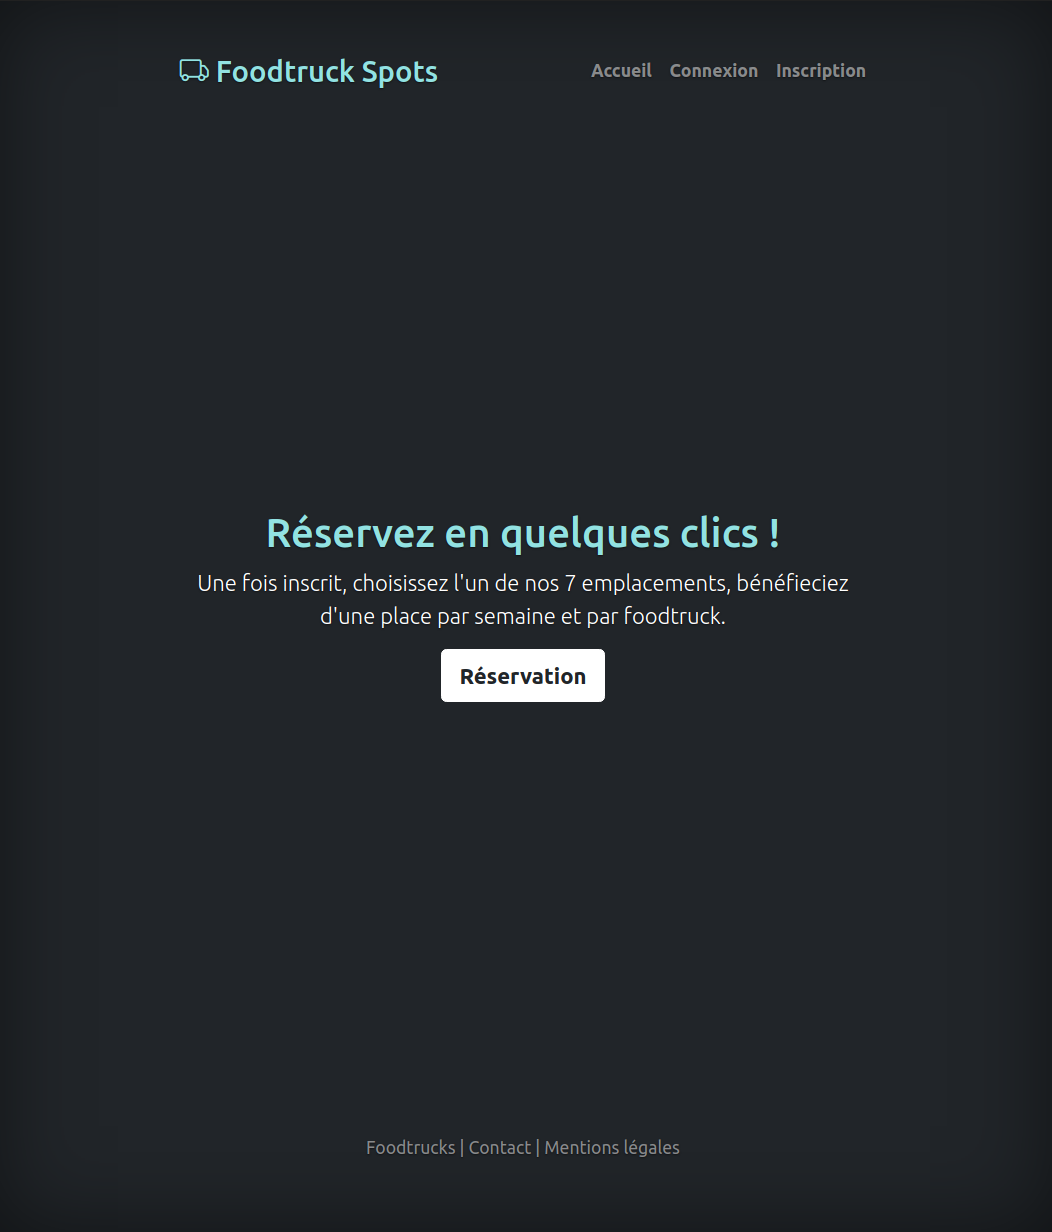 Foodtruck Spots
Accueil Connexion Inscription
Réservez en quelques clics !
Une fois inscrit, choisissez l'un de nos 7 emplacements, bénéfieciez
d'une place par semaine et par foodtruck.
Réservation
Foodtrucks | Contact | Mentions légales